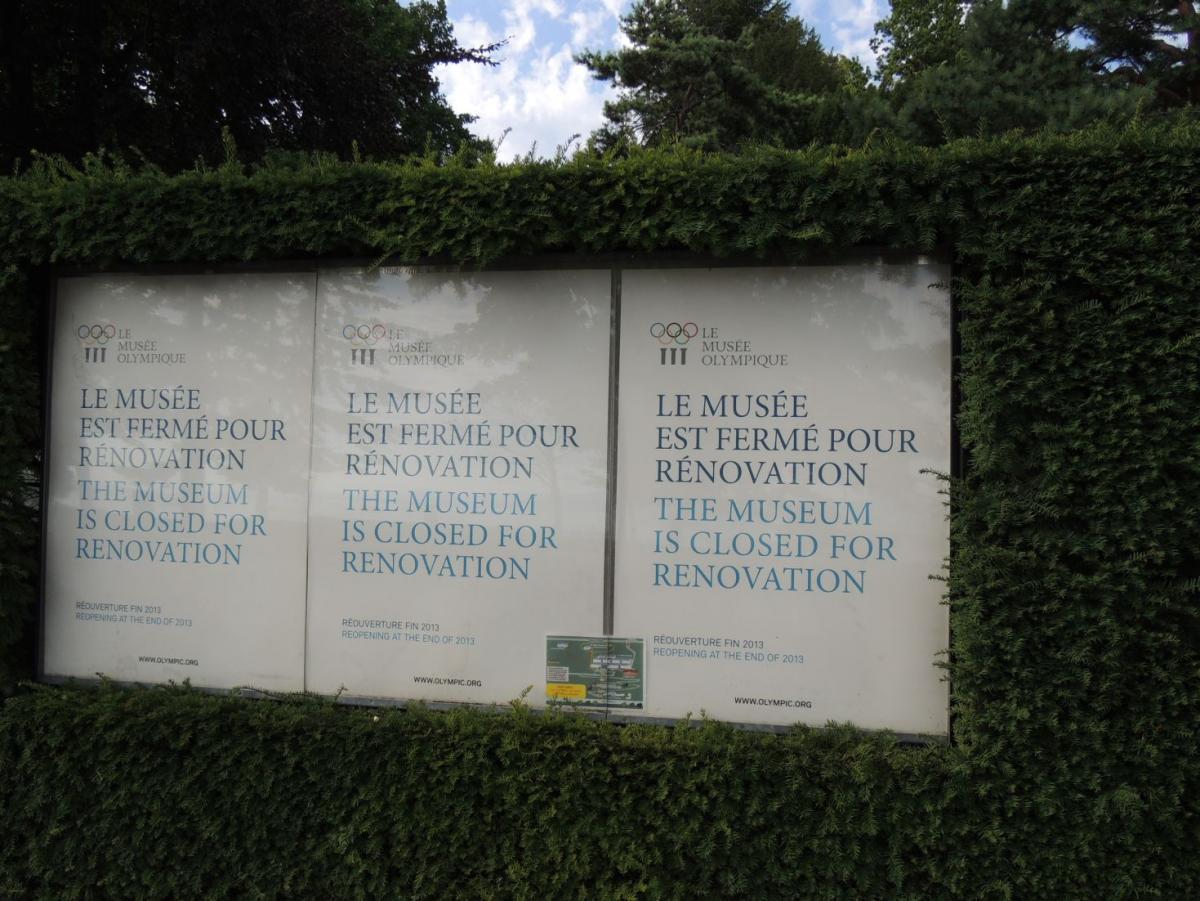 LE
MUSÉE
OLYMPIQUE
LE MUSÉE
EST FERMÉ POUR
RÉNOVATION
THE MUSEUM
IS CLOSED FOR
RENOVATION
RÉOUVERTURE FIN 2013
REOPENING AT THE END OF 2013
WWW.OLYMPIC.ORG
LE
MUSÉE
OLYMPIQUE
LE MUSÉE
EST FERMÉ POUR
RÉNOVATION
THE MUSEUM
IS CLOSED FOR
RENOVATION
RÉOUVERTURE FIN 2013
REOPENING AT THE END OF 2013
WWW.OLYMPIC.ORG
LE
MUSÉE
OLYMPIQUE
LE MUSÉE
EST FERMÉ POUR
RÉNOVATION
THE MUSEUM
IS CLOSED FOR
RENOVATION
RÉOUVERTURE FIN 2013
REOPENING AT THE END OF 2013
WWW.OLYMPIC.ORG